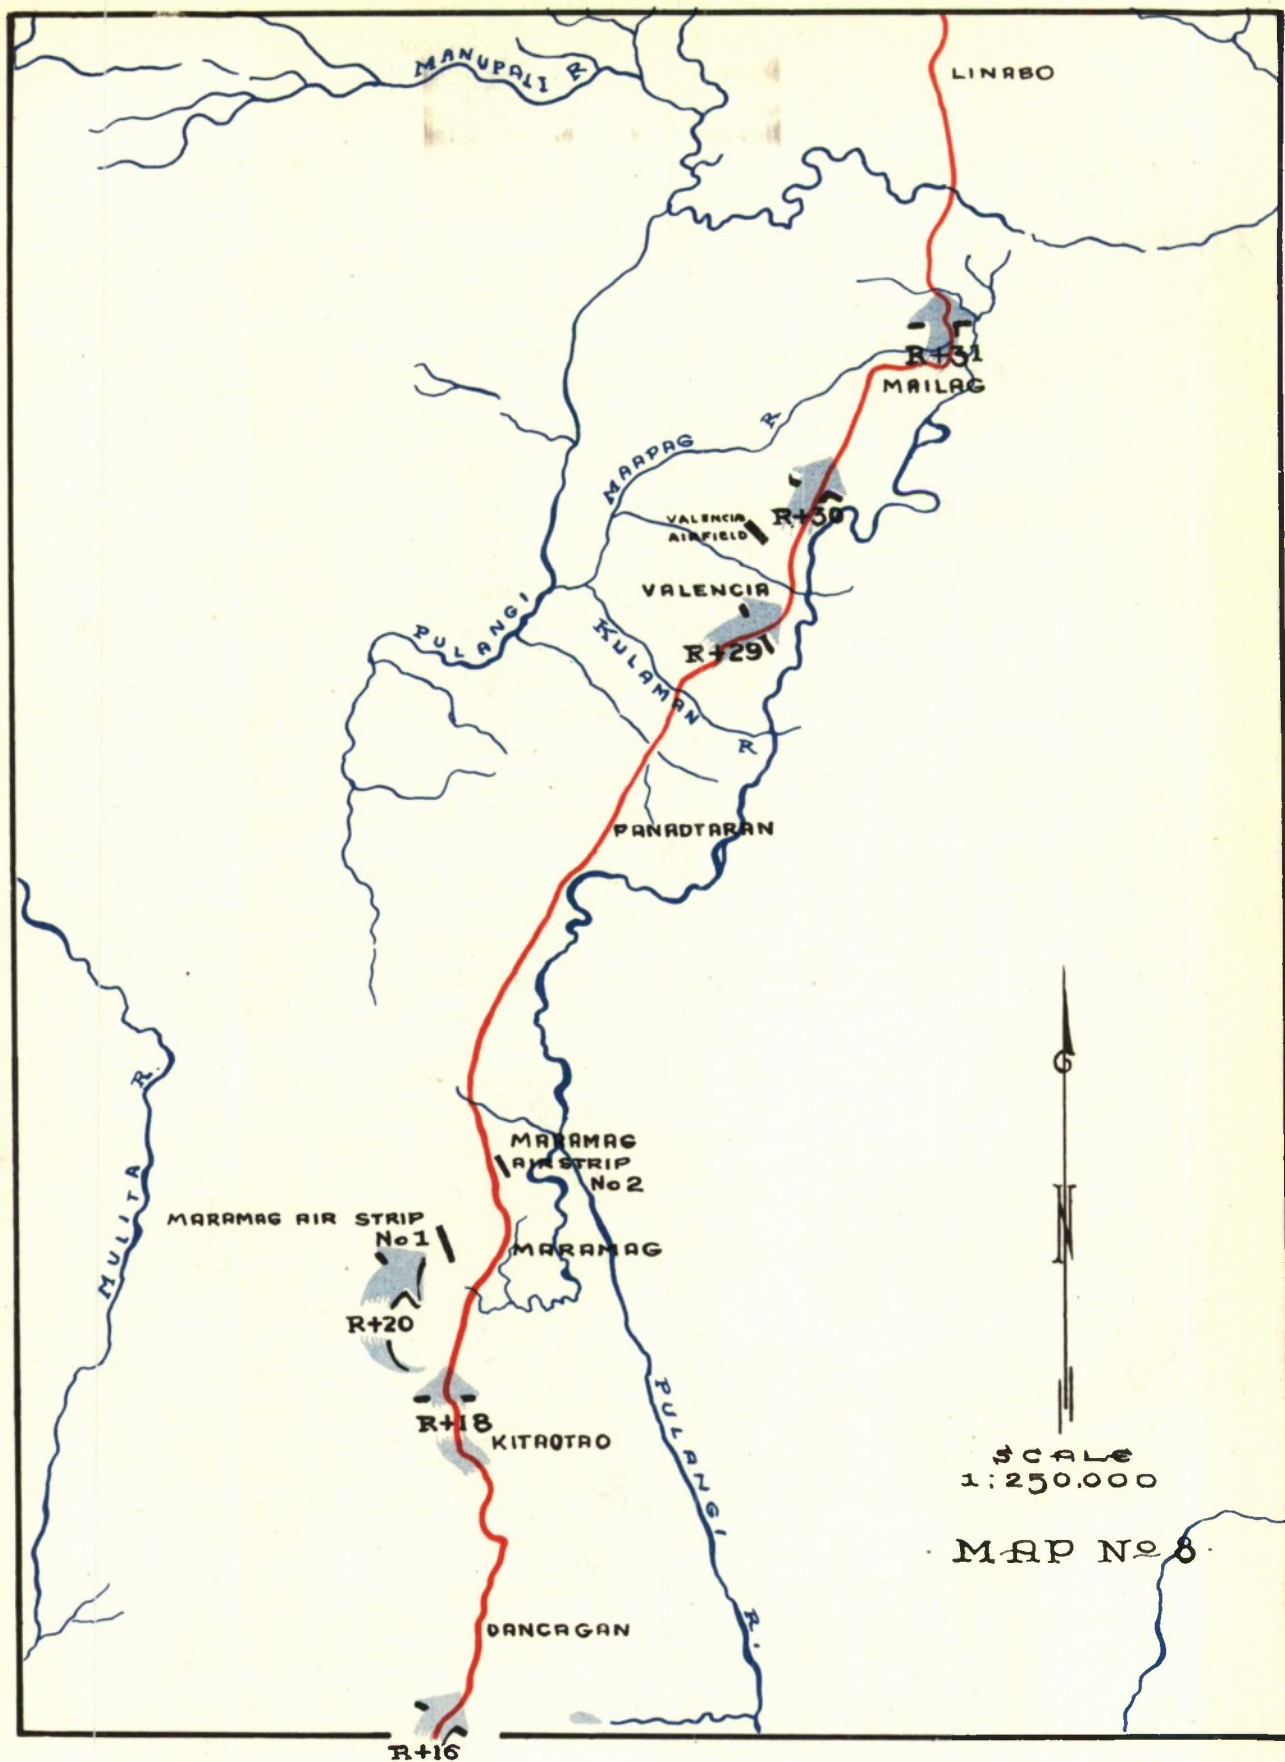 MANUPALI R
LINABO
R+31
MAILAG
MAAPAG R
VALENCIA
AIRFIELD
R+30
VALENCIA
PULANGI
KULAMAN R
R+29
PANADTARAN
MULITA R.
MARAMAG
AIRSTRIP
No 2
MARAMAG AIR STRIP
No 1
MARAMAG
R+20
G
N
R+18
KITAOTAO
PULANGI R.
SCALE
1:250.000
MAP No 8
DANCAGAN
R+16